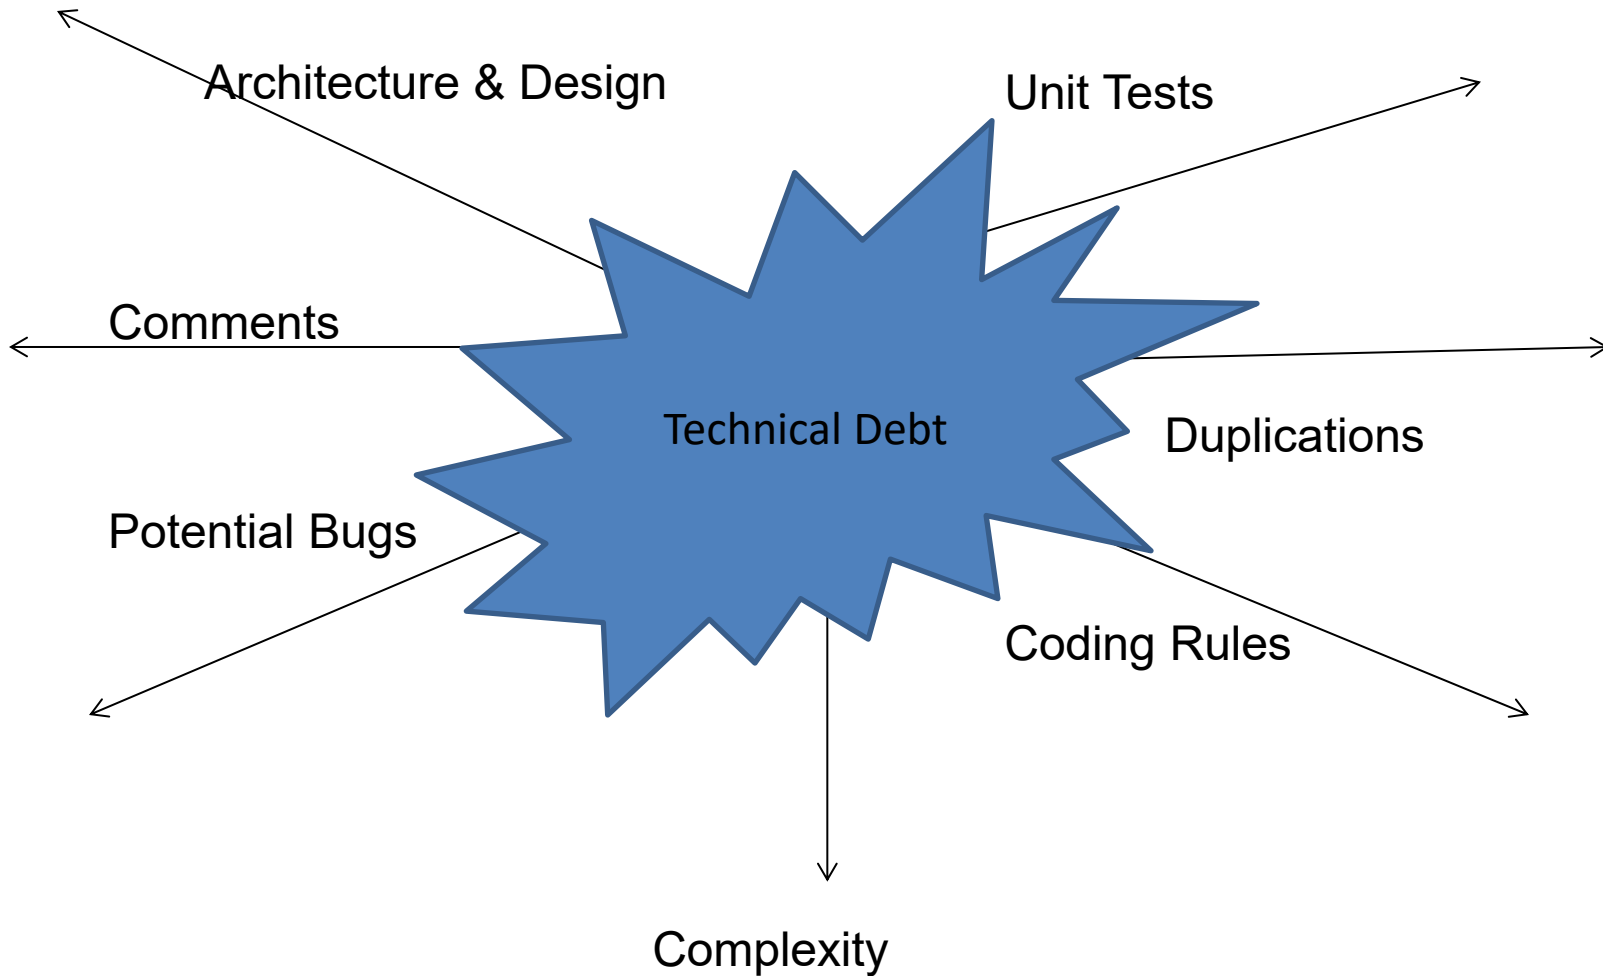 Architecture & Design
Unit Tests
Comments
Technical Debt
Duplications
Potential Bugs
Coding Rules
Complexity